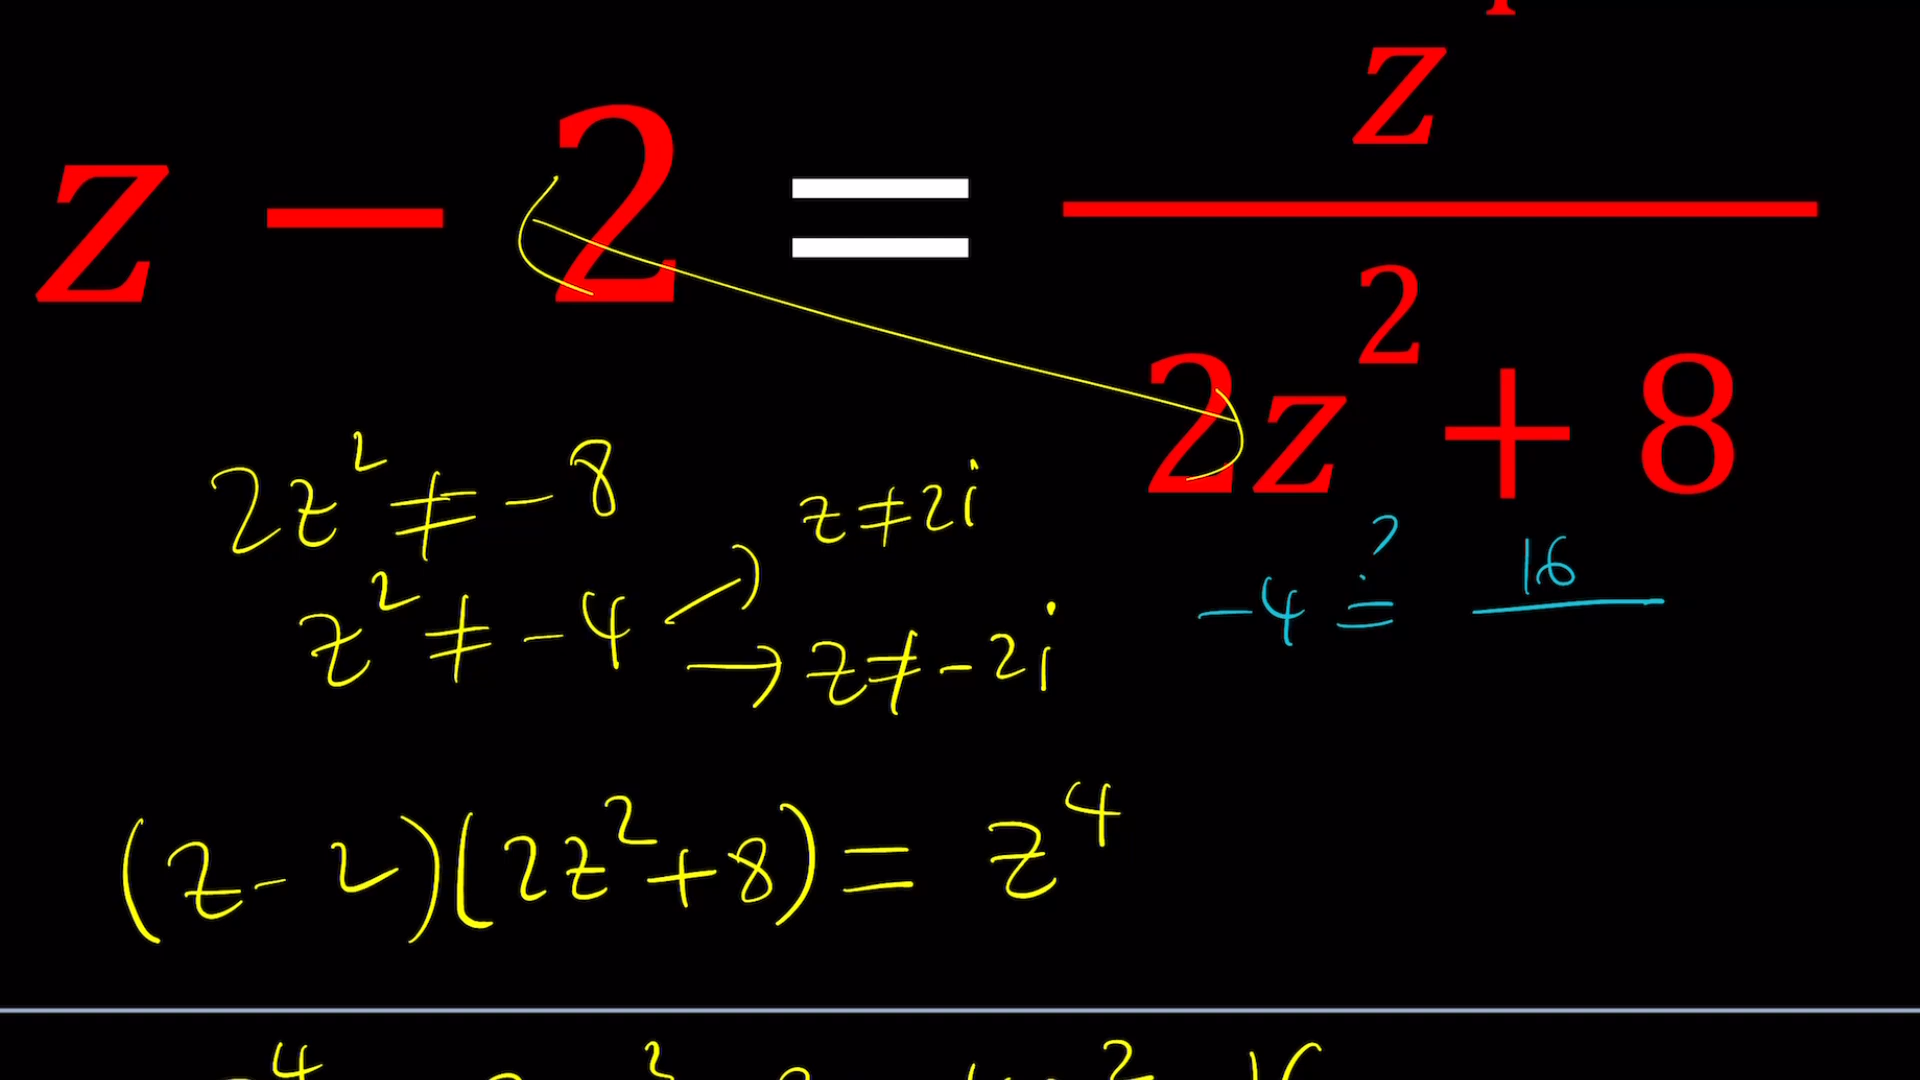 z − 2 = z⁴ / (2z² + 8)
2z² ≠ -8
z ≠ 2i
z² ≠ -4 → z ≠ -2i
-4 ≟ 16
(z-2)(2z²+8) = z⁴